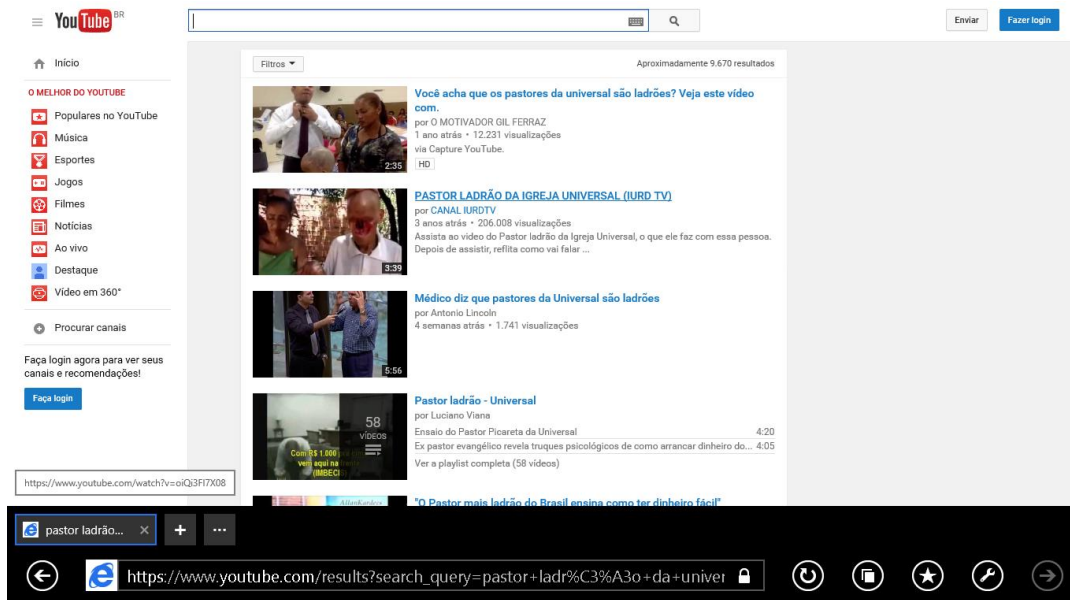 YouTube BR
Enviar
Fazer login
Início
O MELHOR DO YOUTUBE
Populares no YouTube
Música
Esportes
Jogos
Filmes
Notícias
Ao vivo
Destaque
Vídeo em 360°
Procurar canais
Faça login agora para ver seus
canais e recomendações!
Faça login
Filtros
Aproximadamente 9.670 resultados
2:35
Você acha que os pastores da universal são ladrões? Veja este vídeo
com.
por O MOTIVADOR GIL FERRAZ
1 ano atrás • 12.231 visualizações
via Capture YouTube.
HD
3:39
PASTOR LADRÃO DA IGREJA UNIVERSAL (IURD TV)
por CANAL IURDTV
3 anos atrás • 206.008 visualizações
Assista ao video do Pastor ladrão da Igreja Universal, o que ele faz com essa pessoa.
Depois de assistir, reflita como vai falar ...
5:56
Médico diz que pastores da Universal são ladrões
por Antonio Lincoln
4 semanas atrás • 1.741 visualizações
58
VÍDEOS
Com R$ 1.000
vem aqui na
(IMBECI
Pastor ladrão - Universal
por Luciano Viana
Ensaio do Pastor Picareta da Universal 4:20
Ex pastor evangélico revela truques psicológicos de como arrancar dinheiro do... 4:05
Ver a playlist completa (58 vídeos)
AllanKardecs
"O Pastor mais ladrão do Brasil ensina como ter dinheiro fácil"
https://www.youtube.com/watch?v=oiQi3FI7X08
pastor ladrão...
https://www.youtube.com/results?search_query=pastor+ladr%C3%A3o+da+univer